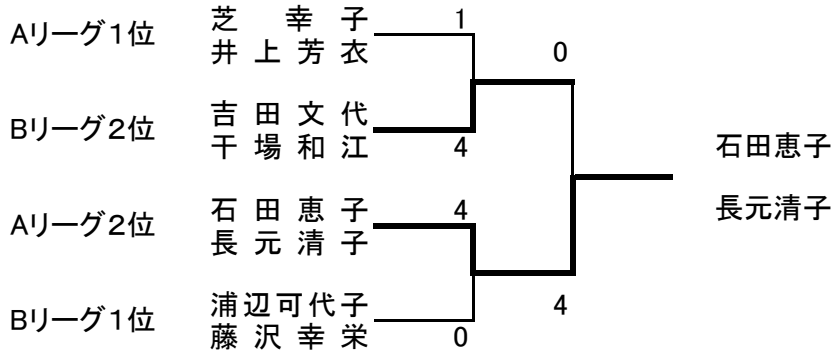 芝 幸 子 1
Aリーグ1位
井 上 芳 衣 0
吉 田 文 代
Bリーグ2位
干 場 和 江 4
石田恵子
石 田 恵 子 4
長元清子
Aリーグ2位
長 元 清 子
浦辺可代子 4
Bリーグ1位
藤 沢 幸 栄 0